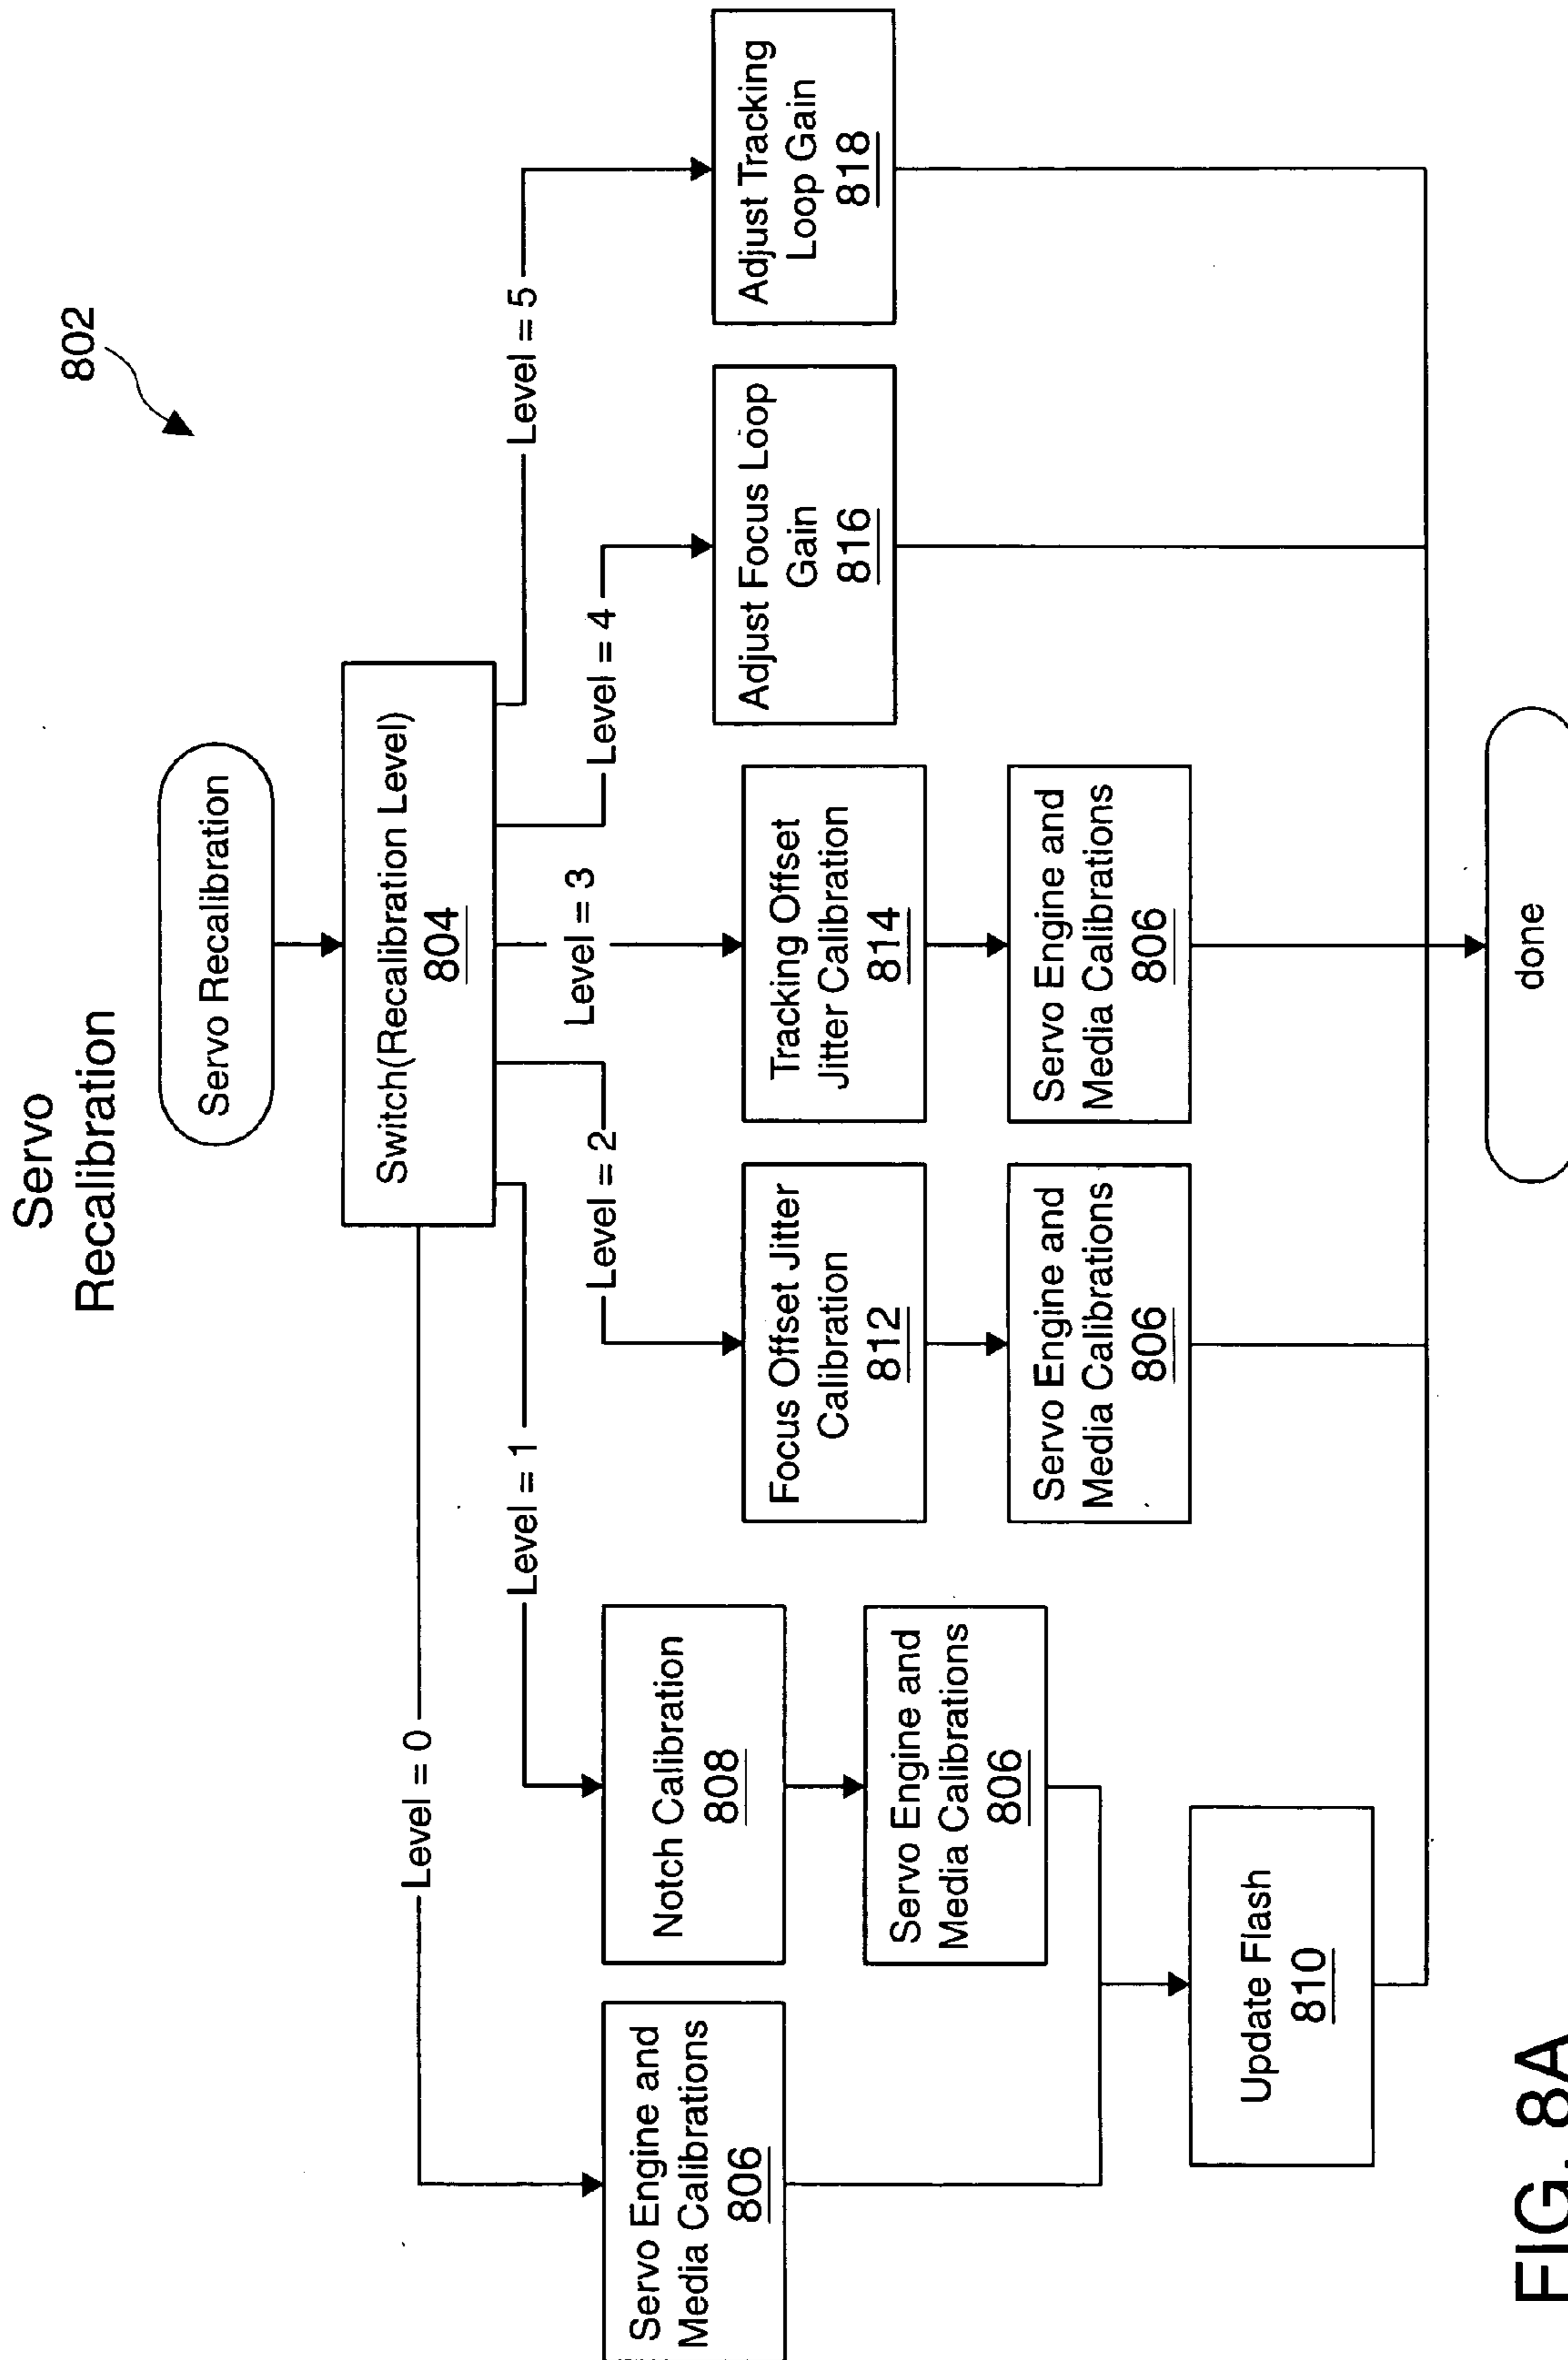 Servo
Recalibration
802
Servo Recalibration
Switch(Recalibration Level)
804
Level = 0
Level = 1
Level = 2
Level = 3
Level = 4
Level = 5
Servo Engine and
Media Calibrations
806
Notch Calibration
808
Servo Engine and
Media Calibrations
806
Update Flash
810
Focus Offset Jitter
Calibration
812
Servo Engine and
Media Calibrations
806
Tracking Offset
Jitter Calibration
814
Servo Engine and
Media Calibrations
806
Adjust Focus Loop
Gain
816
Adjust Tracking
Loop Gain
818
done
FIG. 8A